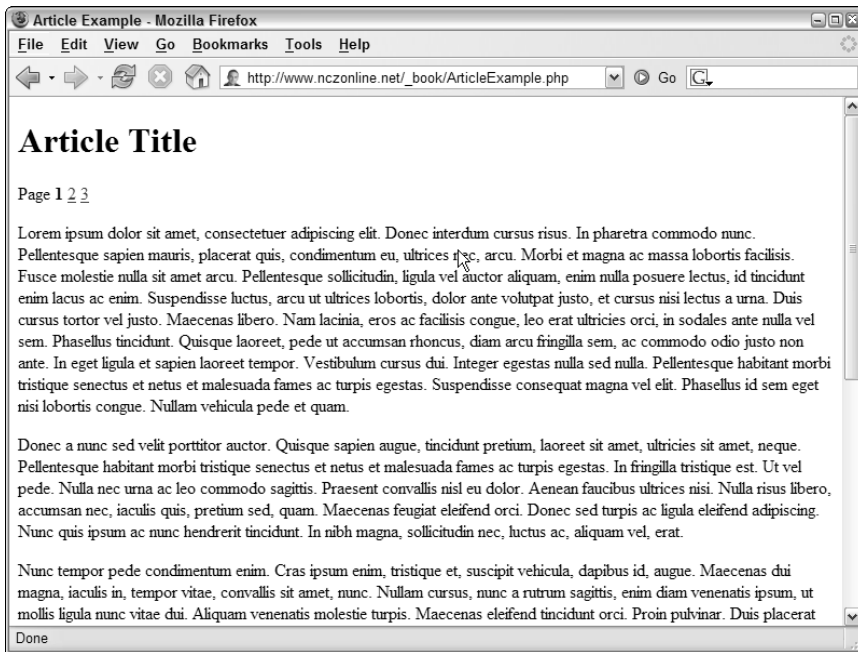 Article Example - Mozilla Firefox
File Edit View Go Bookmarks Tools Help
http://www.nczonline.net/_book/ArticleExample.php Go G
Article Title
Page 1 2 3
Lorem ipsum dolor sit amet, consectetuer adipiscing elit. Donec interdum cursus risus. In pharetra commodo nunc.
Pellentesque sapien mauris, placerat quis, condimentum eu, ultrices nec, arcu. Morbi et magna ac massa lobortis facilisis.
Fusce molestie nulla sit amet arcu. Pellentesque sollicitudin, ligula vel auctor aliquam, enim nulla posuere lectus, id tincidunt
enim lacus ac enim. Suspendisse luctus, arcu ut ultrices lobortis, dolor ante volutpat justo, et cursus nisi lectus a urna. Duis
cursus tortor vel justo. Maecenas libero. Nam lacinia, eros ac facilisis congue, leo erat ultricies orci, in sodales ante nulla vel
sem. Phasellus tincidunt. Quisque laoreet, pede ut accumsan rhoncus, diam arcu fringilla sem, ac commodo odio justo non
ante. In eget ligula et sapien laoreet tempor. Vestibulum cursus dui. Integer egestas nulla sed nulla. Pellentesque habitant morbi
tristique senectus et netus et malesuada fames ac turpis egestas. Suspendisse consequat magna vel elit. Phasellus id sem eget
nisi lobortis congue. Nullam vehicula pede et quam.
Donec a nunc sed velit porttitor auctor. Quisque sapien augue, tincidunt pretium, laoreet sit amet, ultricies sit amet, neque.
Pellentesque habitant morbi tristique senectus et netus et malesuada fames ac turpis egestas. In fringilla tristique est. Ut vel
pede. Nulla nec urna ac leo commodo sagittis. Praesent convallis nisl eu dolor. Aenean faucibus ultrices nisi. Nulla risus libero,
accumsan nec, iaculis quis, pretium sed, quam. Maecenas feugiat eleifend orci. Donec sed turpis ac ligula eleifend adipiscing.
Nunc quis ipsum ac nunc hendrerit tincidunt. In nibh magna, sollicitudin nec, luctus ac, aliquam vel, erat.
Nunc tempor pede condimentum enim. Cras ipsum enim, tristique et, suscipit vehicula, dapibus id, augue. Maecenas dui
magna, iaculis in, tempor vitae, convallis sit amet, nunc. Nullam cursus, nunc a rutrum sagittis, enim diam venenatis ipsum, ut
mollis ligula nunc vitae dui. Aliquam venenatis molestie turpis. Maecenas eleifend tincidunt orci. Proin pulvinar. Duis placerat
Done